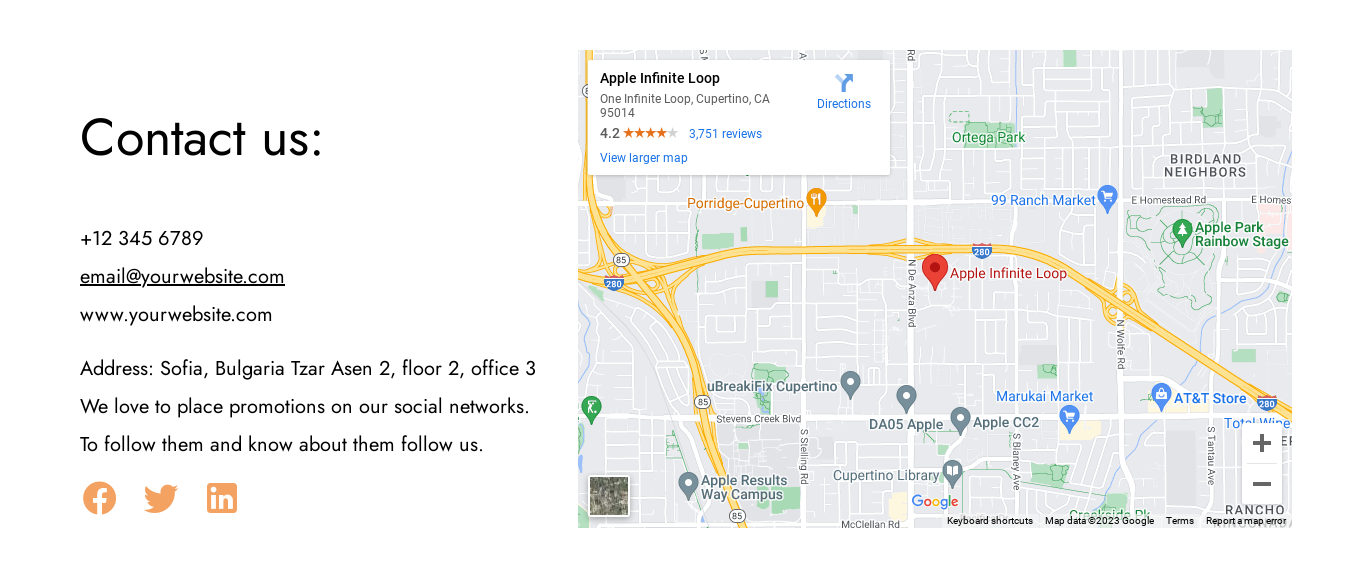 Contact us:
+12 345 6789
email@yourwebsite.com
www.yourwebsite.com
Address: Sofia, Bulgaria Tzar Asen 2, floor 2, office 3
We love to place promotions on our social networks.
To follow them and know about them follow us.
Apple Infinite Loop
One Infinite Loop, Cupertino, CA
95014
Directions
4.2
3,751 reviews
View larger map
Ortega Park
BIRDLAND
NEIGHBORS
Porridge-Cupertino
99 Ranch Market
E Homestead Rd
Apple Park
Rainbow Stage
85
280
280
N De Anza Blvd
Apple Infinite Loop
N Wolfe Rd
uBreakiFix Cupertino
Marukai Market
AT&T Store
280
85
Stevens Creek Blvd
DA05 Apple
Apple CC2
Total Wine
S Stelling Rd
S Blaney Ave
S Tantau Ave
Cupertino Library
Apple Results
Way Campus
85
Google
McClellan Rd
Creekside Pk
RANCHO
Keyboard shortcuts
Map data ©2023 Google
Terms
Report a map error